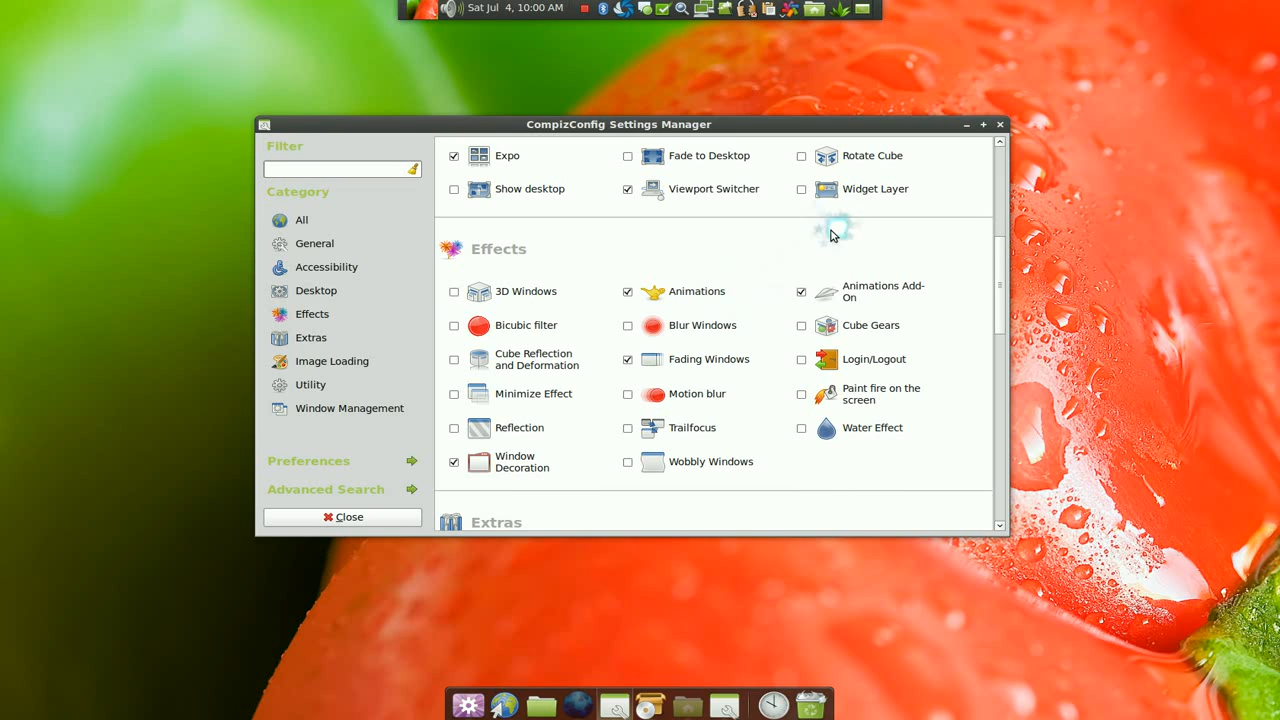 Sat Jul 4, 10:00 AM
CompizConfig Settings Manager
Filter
Category
All
General
Accessibility
Desktop
Effects
Extras
Image Loading
Utility
Window Management
Preferences
Advanced Search
Close
Expo
Fade to Desktop
Rotate Cube
Show desktop
Viewport Switcher
Widget Layer
Effects
3D Windows
Animations
Animations Add-
On
Bicubic filter
Blur Windows
Cube Gears
Cube Reflection
and Deformation
Fading Windows
Login/Logout
Minimize Effect
Motion blur
Paint fire on the
screen
Reflection
Trailfocus
Water Effect
Window
Decoration
Wobbly Windows
Extras